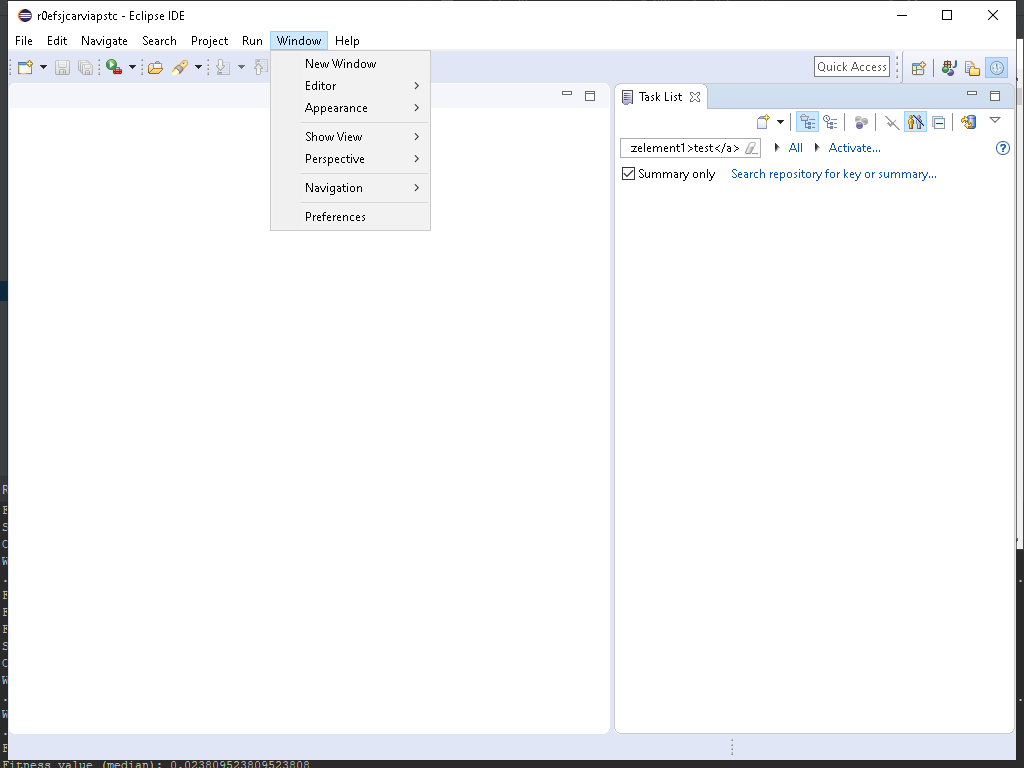 r0efsjcarviapstc - Eclipse IDE
File Edit Navigate Search Project Run Window Help
New Window
Editor
Appearance
Show View
Perspective
Navigation
Preferences
Quick Access
Task List
zelement1>test</a> All Activate...
Summary only Search repository for key or summary...
Fitness value (median): 0.023809523809523808